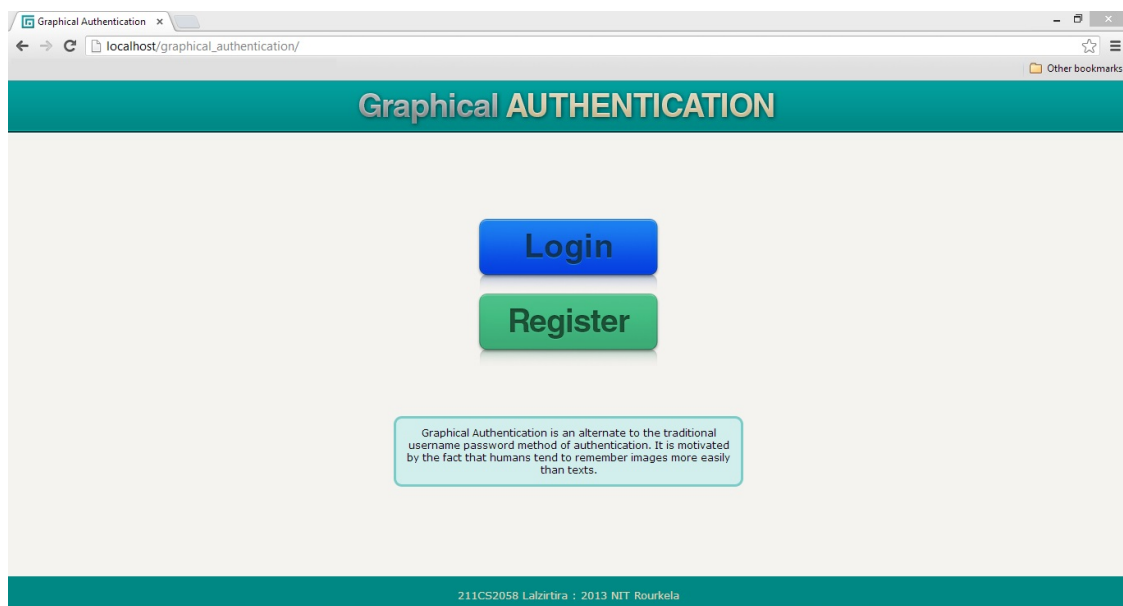 Graphical Authentication
localhost/graphical_authentication/
Other bookmarks
Graphical AUTHENTICATION
Login
Register
Graphical Authentication is an alternate to the traditional
username password method of authentication. It is motivated
by the fact that humans tend to remember images more easily
than texts.
211CS2058 Lalzirtira : 2013 NIT Rourkela